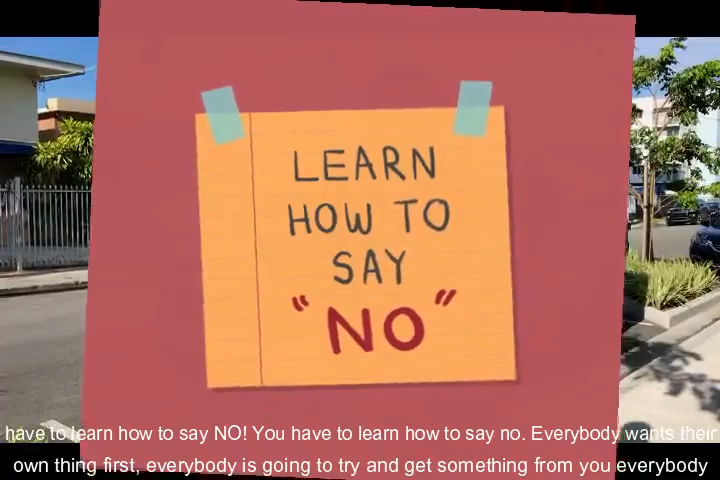 LEARN
HOW TO
SAY
"NO"
have to learn how to say NO! You have to learn how to say no. Everybody wants their
own thing first, everybody is going to try and get something from you everybody